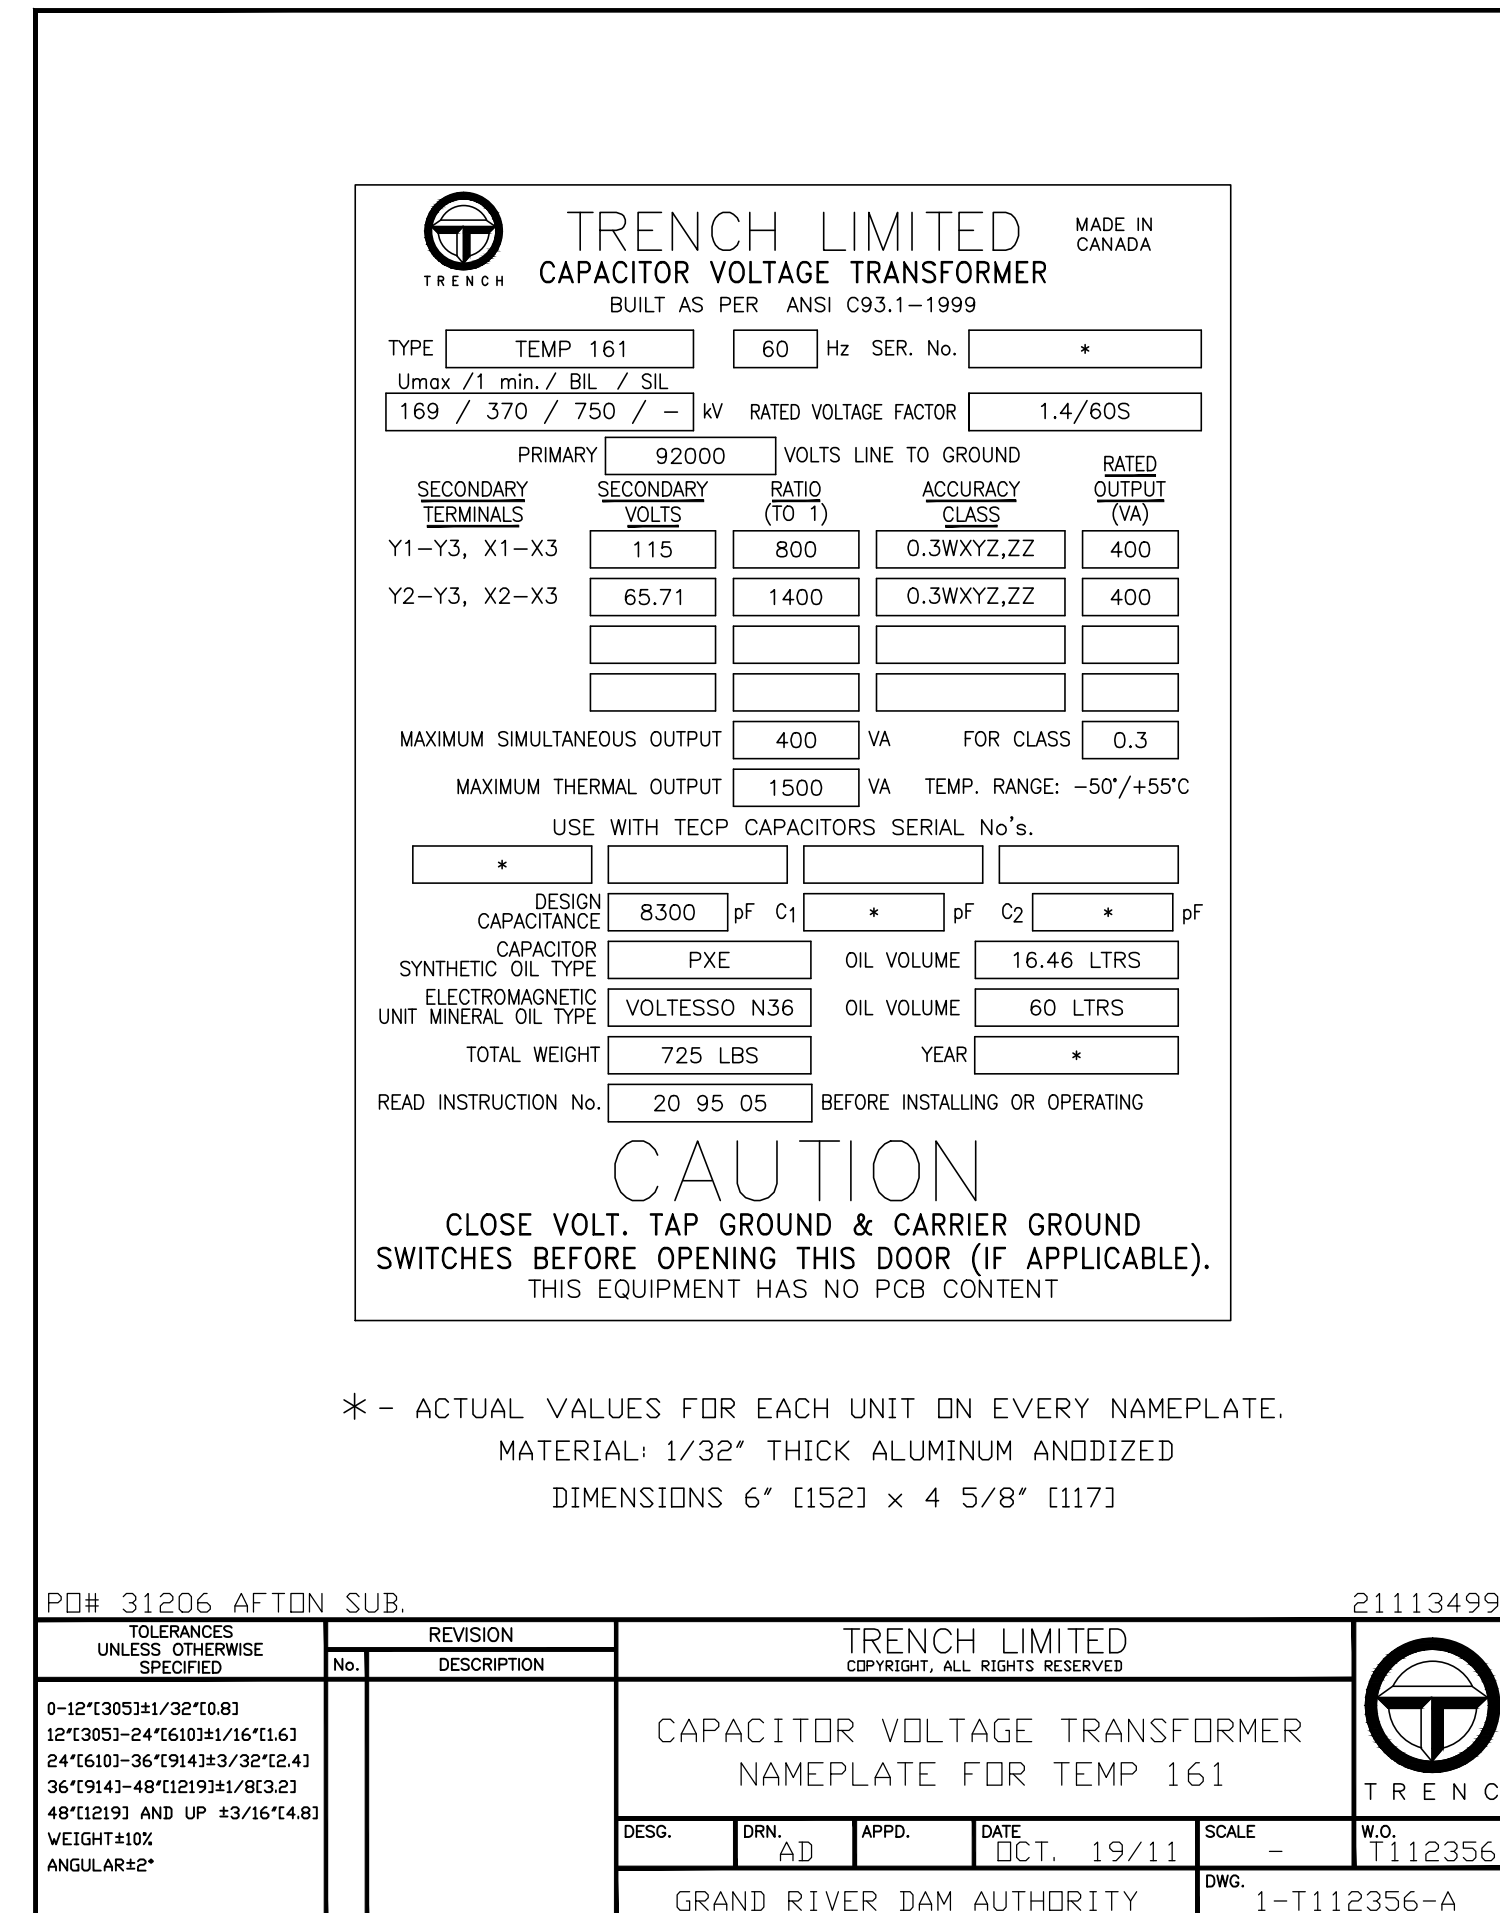 TRENCH LIMITED
MADE IN
CANADA
TRENCH
CAPACITOR VOLTAGE TRANSFORMER
BUILT AS PER ANSI C93.1-1999
TYPE TEMP 161 60 Hz SER. No. *
Umax /1 min./ BIL / SIL
169 / 370 / 750 / - kV RATED VOLTAGE FACTOR 1.4/60S
PRIMARY 92000 VOLTS LINE TO GROUND
SECONDARY TERMINALS SECONDARY VOLTS RATIO (TO 1) ACCURACY CLASS RATED OUTPUT (VA)
Y1-Y3, X1-X3 115 800 0.3WXYZ,ZZ 400
Y2-Y3, X2-X3 65.71 1400 0.3WXYZ,ZZ 400
MAXIMUM SIMULTANEOUS OUTPUT 400 VA FOR CLASS 0.3
MAXIMUM THERMAL OUTPUT 1500 VA TEMP. RANGE: -50°/+55°C
USE WITH TECP CAPACITORS SERIAL No's.
*
DESIGN CAPACITANCE 8300 pF C1 * pF C2 * pF
CAPACITOR SYNTHETIC OIL TYPE PXE OIL VOLUME 16.46 LTRS
ELECTROMAGNETIC UNIT MINERAL OIL TYPE VOLTESSO N36 OIL VOLUME 60 LTRS
TOTAL WEIGHT 725 LBS YEAR *
READ INSTRUCTION No. 20 95 05 BEFORE INSTALLING OR OPERATING
CAUTION
CLOSE VOLT. TAP GROUND & CARRIER GROUND
SWITCHES BEFORE OPENING THIS DOOR (IF APPLICABLE).
THIS EQUIPMENT HAS NO PCB CONTENT
* - ACTUAL VALUES FOR EACH UNIT ON EVERY NAMEPLATE.
MATERIAL: 1/32" THICK ALUMINUM ANODIZED
DIMENSIONS 6" [152] x 4 5/8" [117]
PO# 31206 AFTON SUB. 21113499
TOLERANCES
UNLESS OTHERWISE
SPECIFIED
0-12"[305]±1/32"[0.8]
12"[305]-24"[610]±1/16"[1.6]
24"[610]-36"[914]±3/32"[2.4]
36"[914]-48"[1219]±1/8[3.2]
48"[1219] AND UP ±3/16"[4.8]
WEIGHT±10%
ANGULAR±2°
REVISION
No. DESCRIPTION
TRENCH LIMITED
COPYRIGHT, ALL RIGHTS RESERVED
CAPACITOR VOLTAGE TRANSFORMER
NAMEPLATE FOR TEMP 161
TRENC
DESG. DRN. AD APPD. DATE OCT. 19/11 SCALE - W.O. T112356
GRAND RIVER DAM AUTHORITY DWG. 1-T112356-A